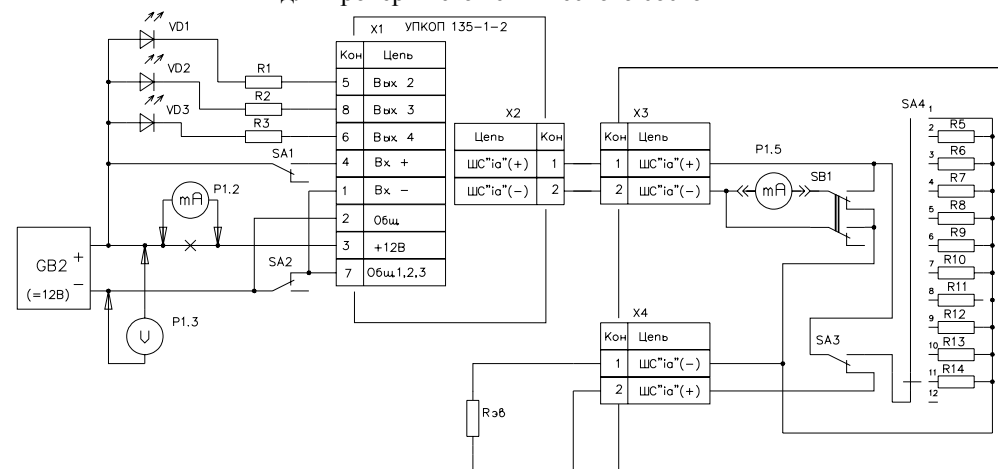 VD1
VD2
VD3
R1
R2
R3
SA1
P1.2
mA
GB2
+
−
(=12В)
SA2
P1.3
V
X1 УПКОП 135-1-2
Кон Цепь
5 Вых 2
8 Вых 3
6 Вых 4
4 Вх +
1 Вх −
2 Общ
3 +12В
7 Общ1,2,3
X2
Цепь Кон
ШС"ia"(+) 1
ШС"ia"(−) 2
X3
Кон Цепь
1 ШС"ia"(+)
2 ШС"ia"(−)
P1.5
mA
SB1
X4
Кон Цепь
1 ШС"ia"(−)
2 ШС"ia"(+)
Rэв
SA3
SA4
1
2 R5
3 R6
4 R7
5 R8
6 R9
7 R10
8 R11
9 R12
10 R13
11 R14
12